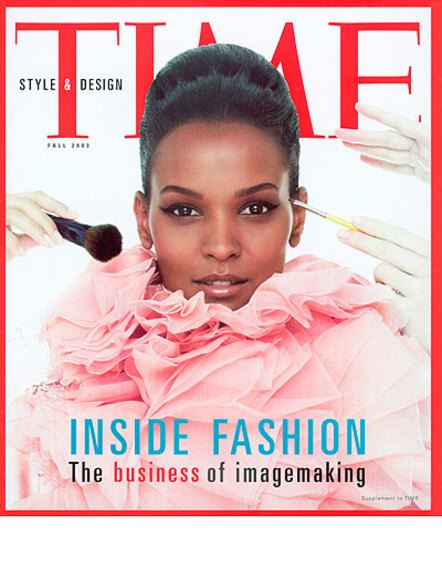 TIME
STYLE & DESIGN
FALL 2003
INSIDE FASHION
The business of imagemaking
Supplement to TIME